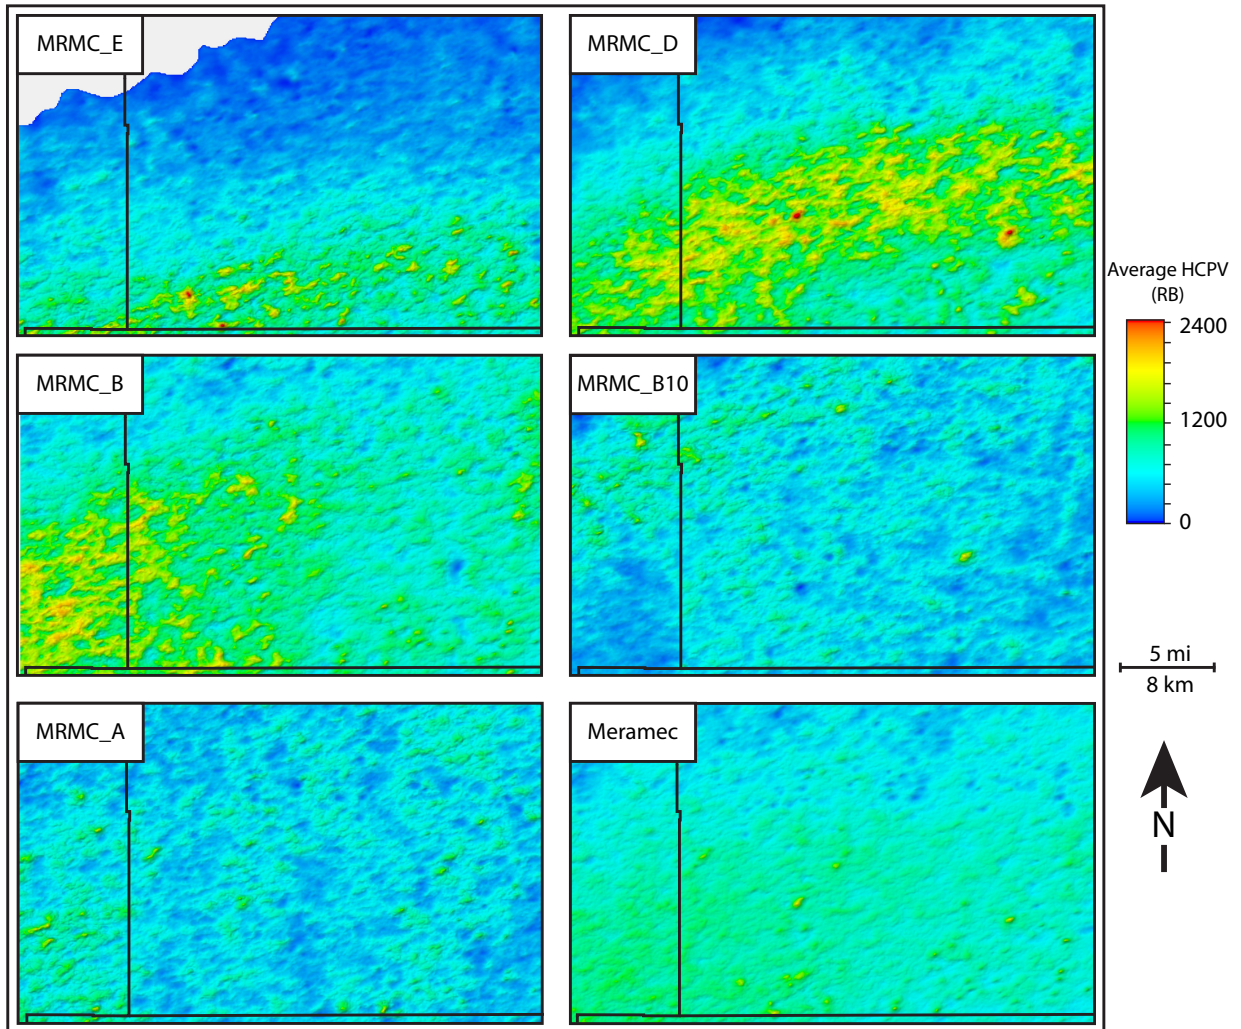 MRMC_E
MRMC_D
Average HCPV
(RB)
2400
1200
0
MRMC_B
MRMC_B10
5 mi
8 km
MRMC_A
Meramec
N